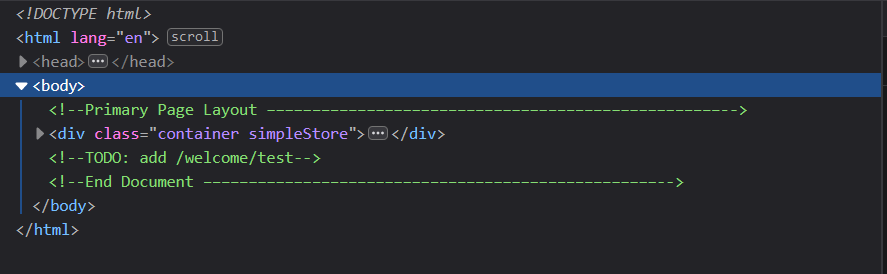 <!DOCTYPE html>
<html lang="en"> scroll
<head> ••• </head>
<body>
<!--Primary Page Layout –––––––––––––––––––––––––––––––––––––––––––––––––––-->
<div class="container simpleStore"> ••• </div>
<!--TODO: add /welcome/test-->
<!--End Document –––––––––––––––––––––––––––––––––––––––––––––––––––-->
</body>
</html>